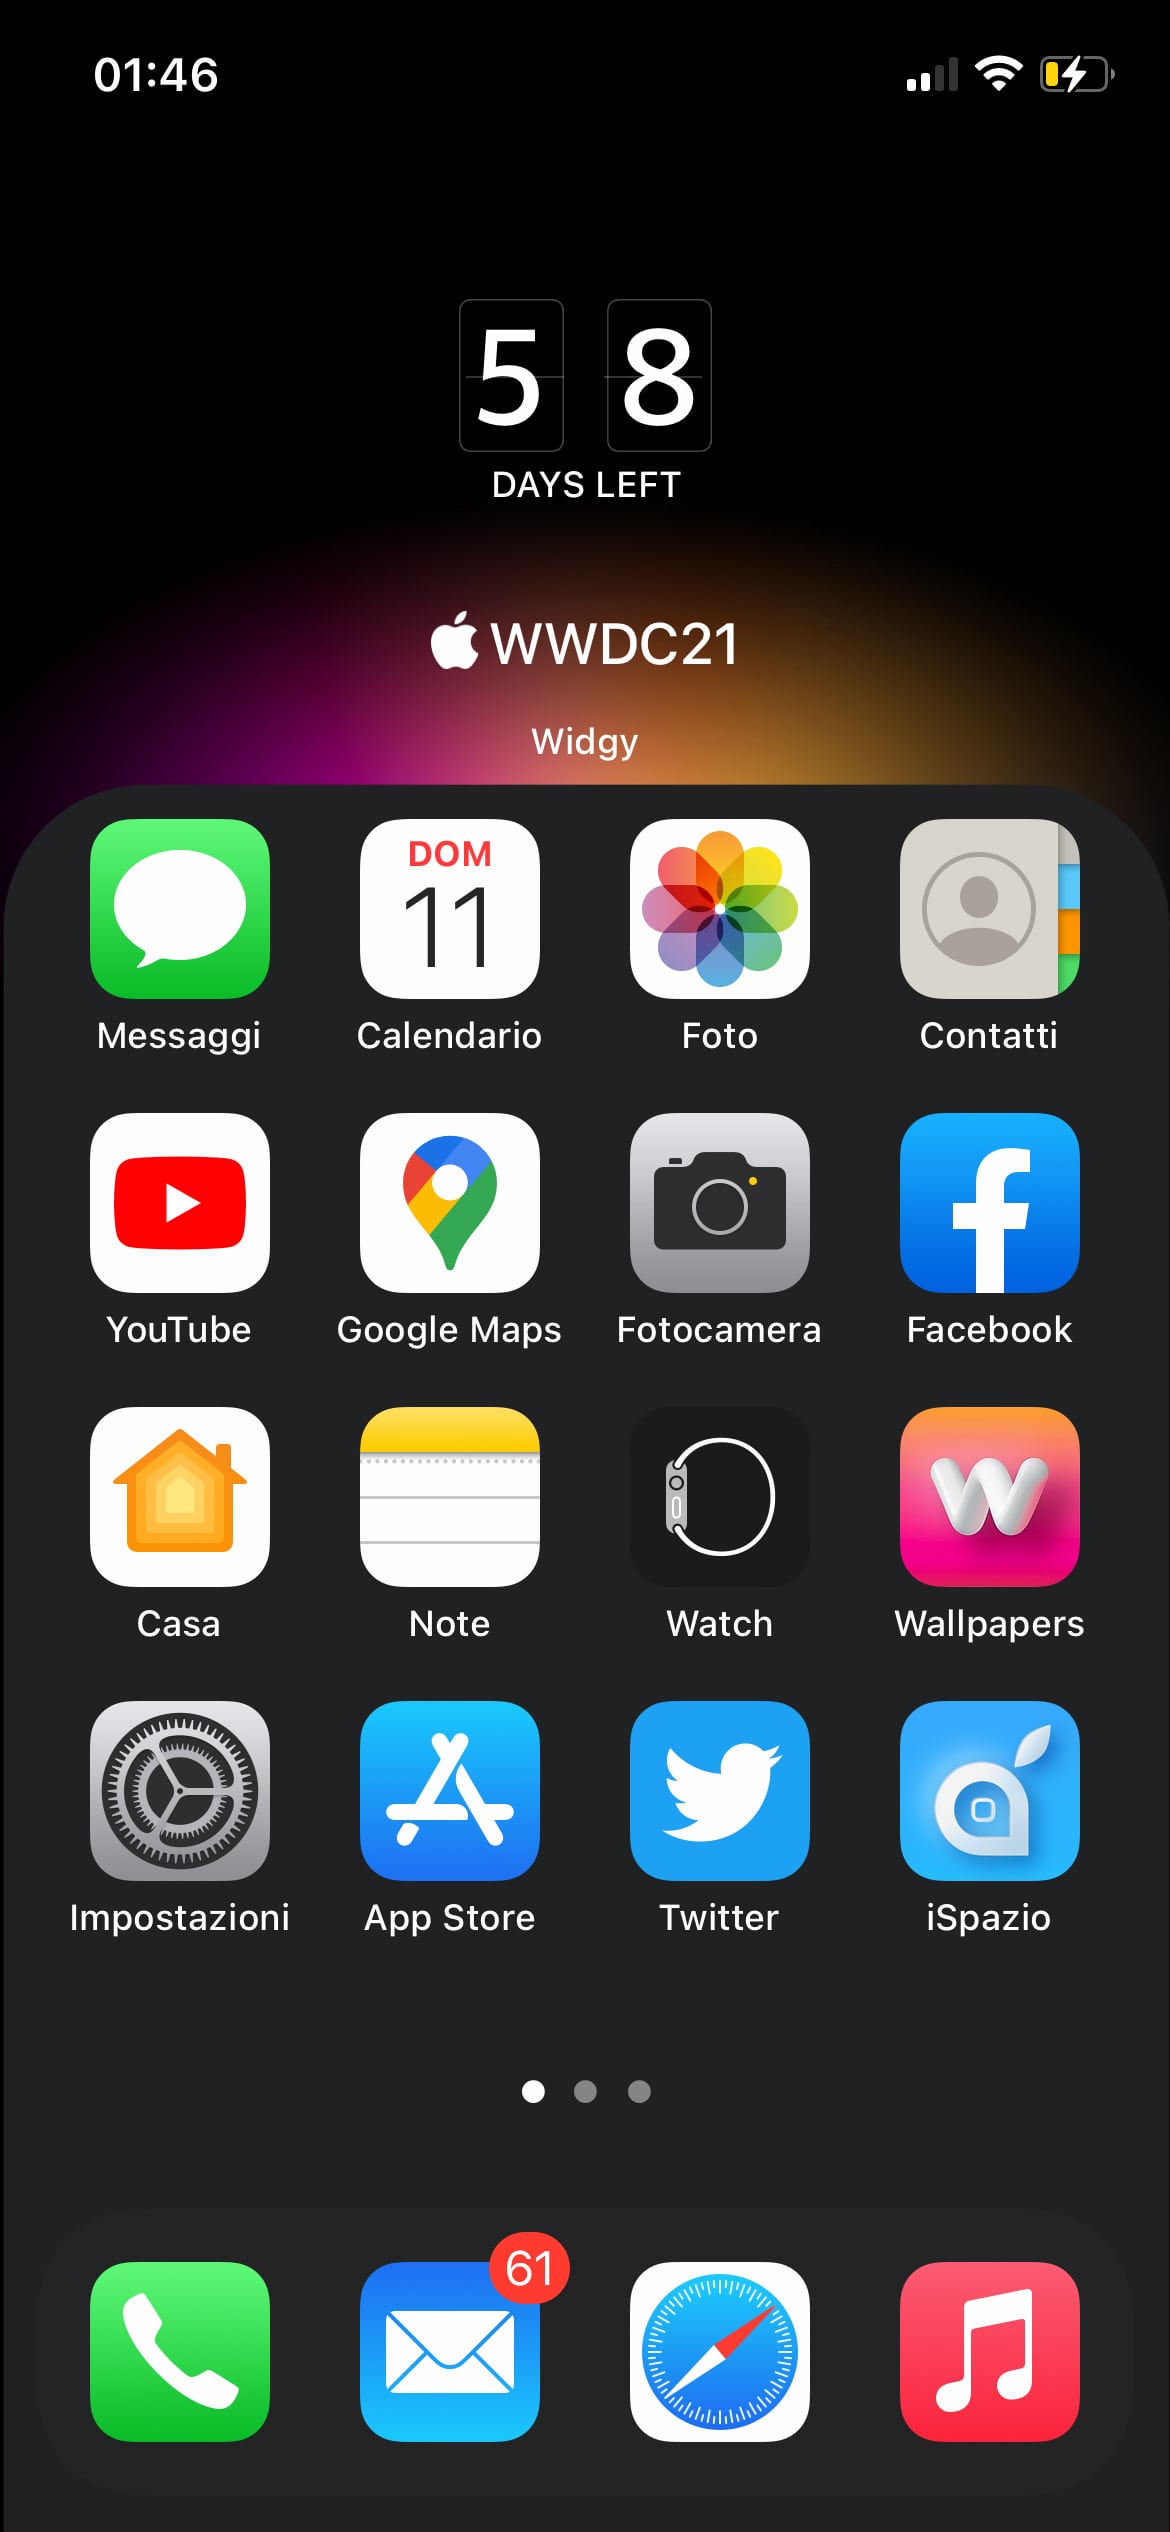 01:46
5 8
DAYS LEFT
WWDC21
Widgy
DOM
11
Messaggi Calendario Foto Contatti
YouTube Google Maps Fotocamera Facebook
Casa Note Watch Wallpapers
Impostazioni App Store Twitter iSpazio
61